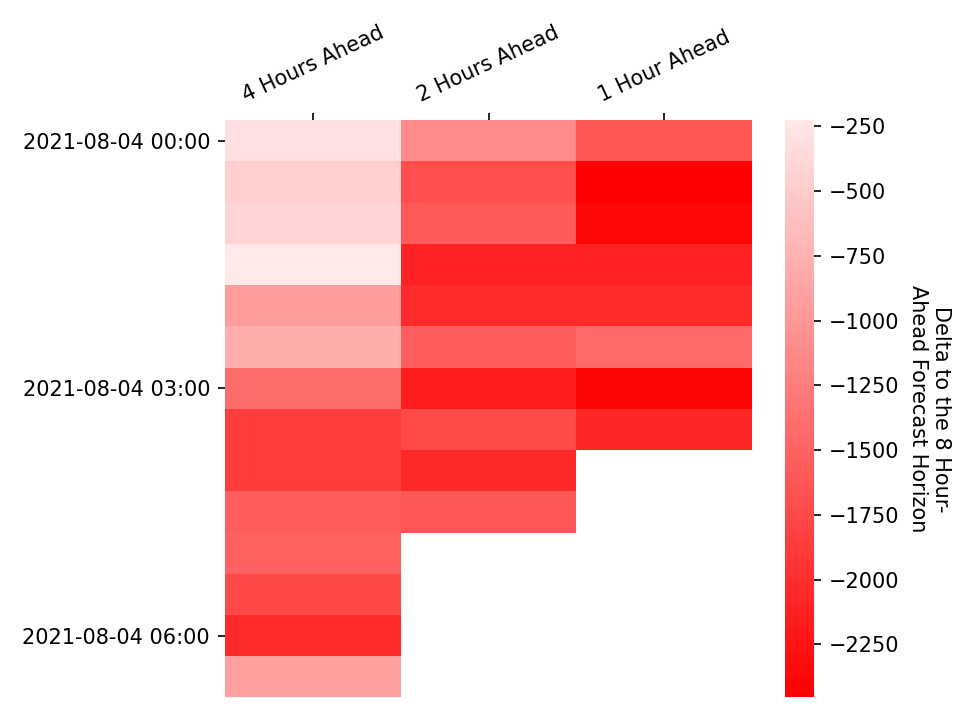 4 Hours Ahead
2 Hours Ahead
1 Hour Ahead
2021-08-04 00:00
2021-08-04 03:00
2021-08-04 06:00
−250
−500
−750
−1000
−1250
−1500
−1750
−2000
−2250
Delta to the 8 Hour-
Ahead Forecast Horizon